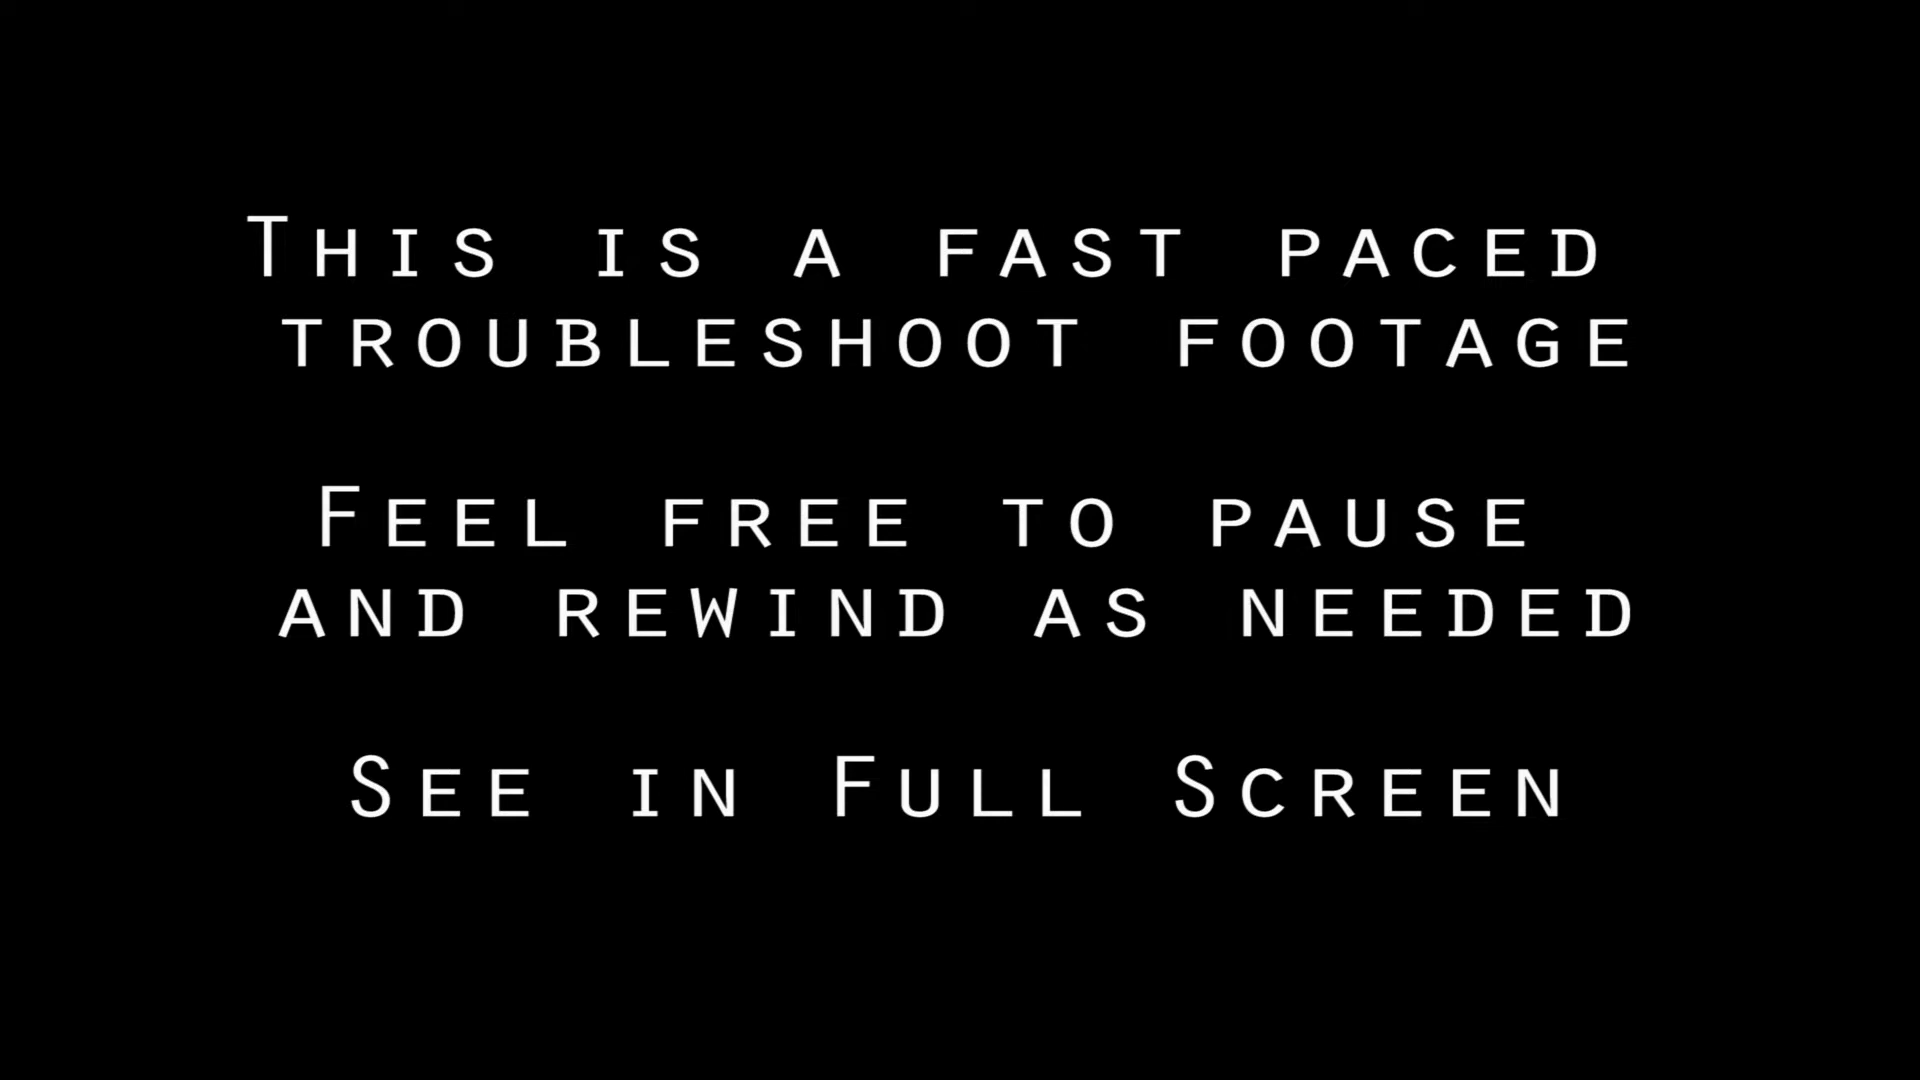 This is a fast paced
troubleshoot footage
Feel free to pause
and rewind as needed
See in Full Screen